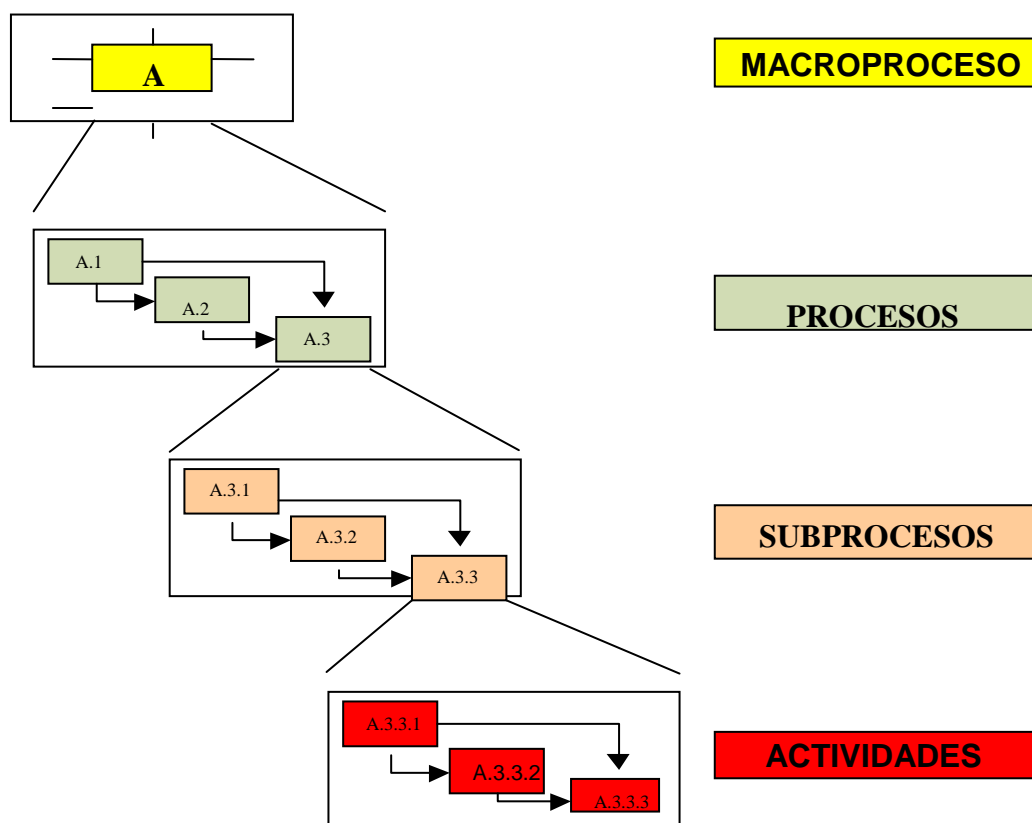 A
MACROPROCESO
A.1
A.2
A.3
PROCESOS
A.3.1
A.3.2
A.3.3
SUBPROCESOS
A.3.3.1
A.3.3.2
A.3.3.3
ACTIVIDADES